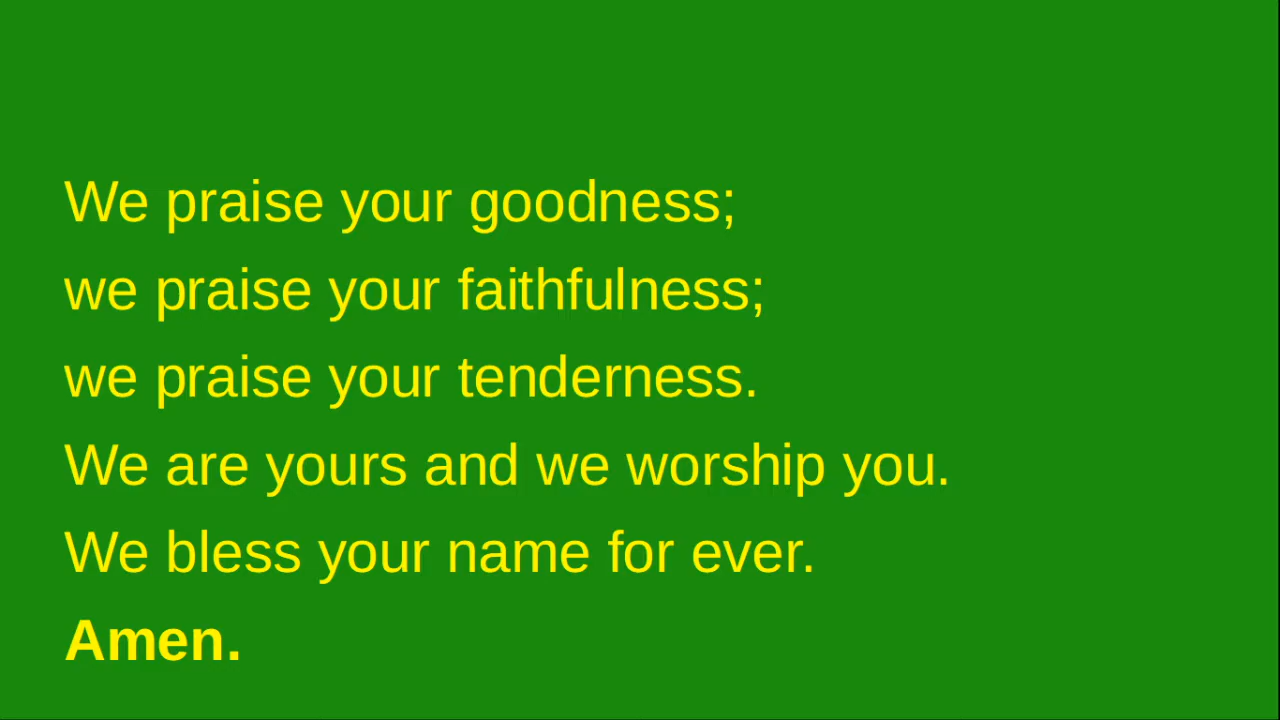 We praise your goodness;
we praise your faithfulness;
we praise your tenderness.
We are yours and we worship you.
We bless your name for ever.
Amen.